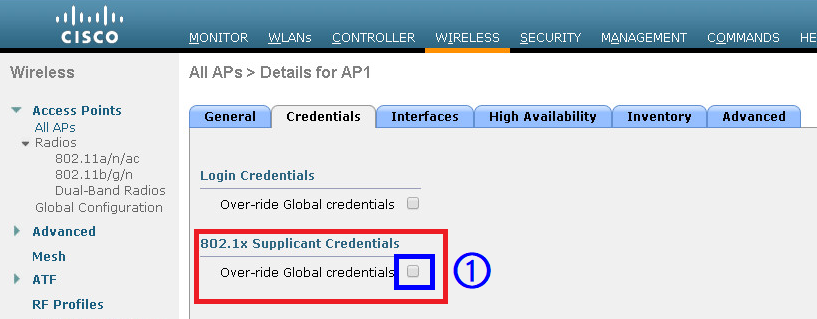 CISCO
MONITOR WLANs CONTROLLER WIRELESS SECURITY MANAGEMENT COMMANDS HE
Wireless
All APs > Details for AP1
Access Points
All APs
Radios
802.11a/n/ac
802.11b/g/n
Dual-Band Radios
Global Configuration
Advanced
Mesh
ATF
RF Profiles
General Credentials Interfaces High Availability Inventory Advanced
Login Credentials
Over-ride Global credentials
802.1x Supplicant Credentials
Over-ride Global credentials
①